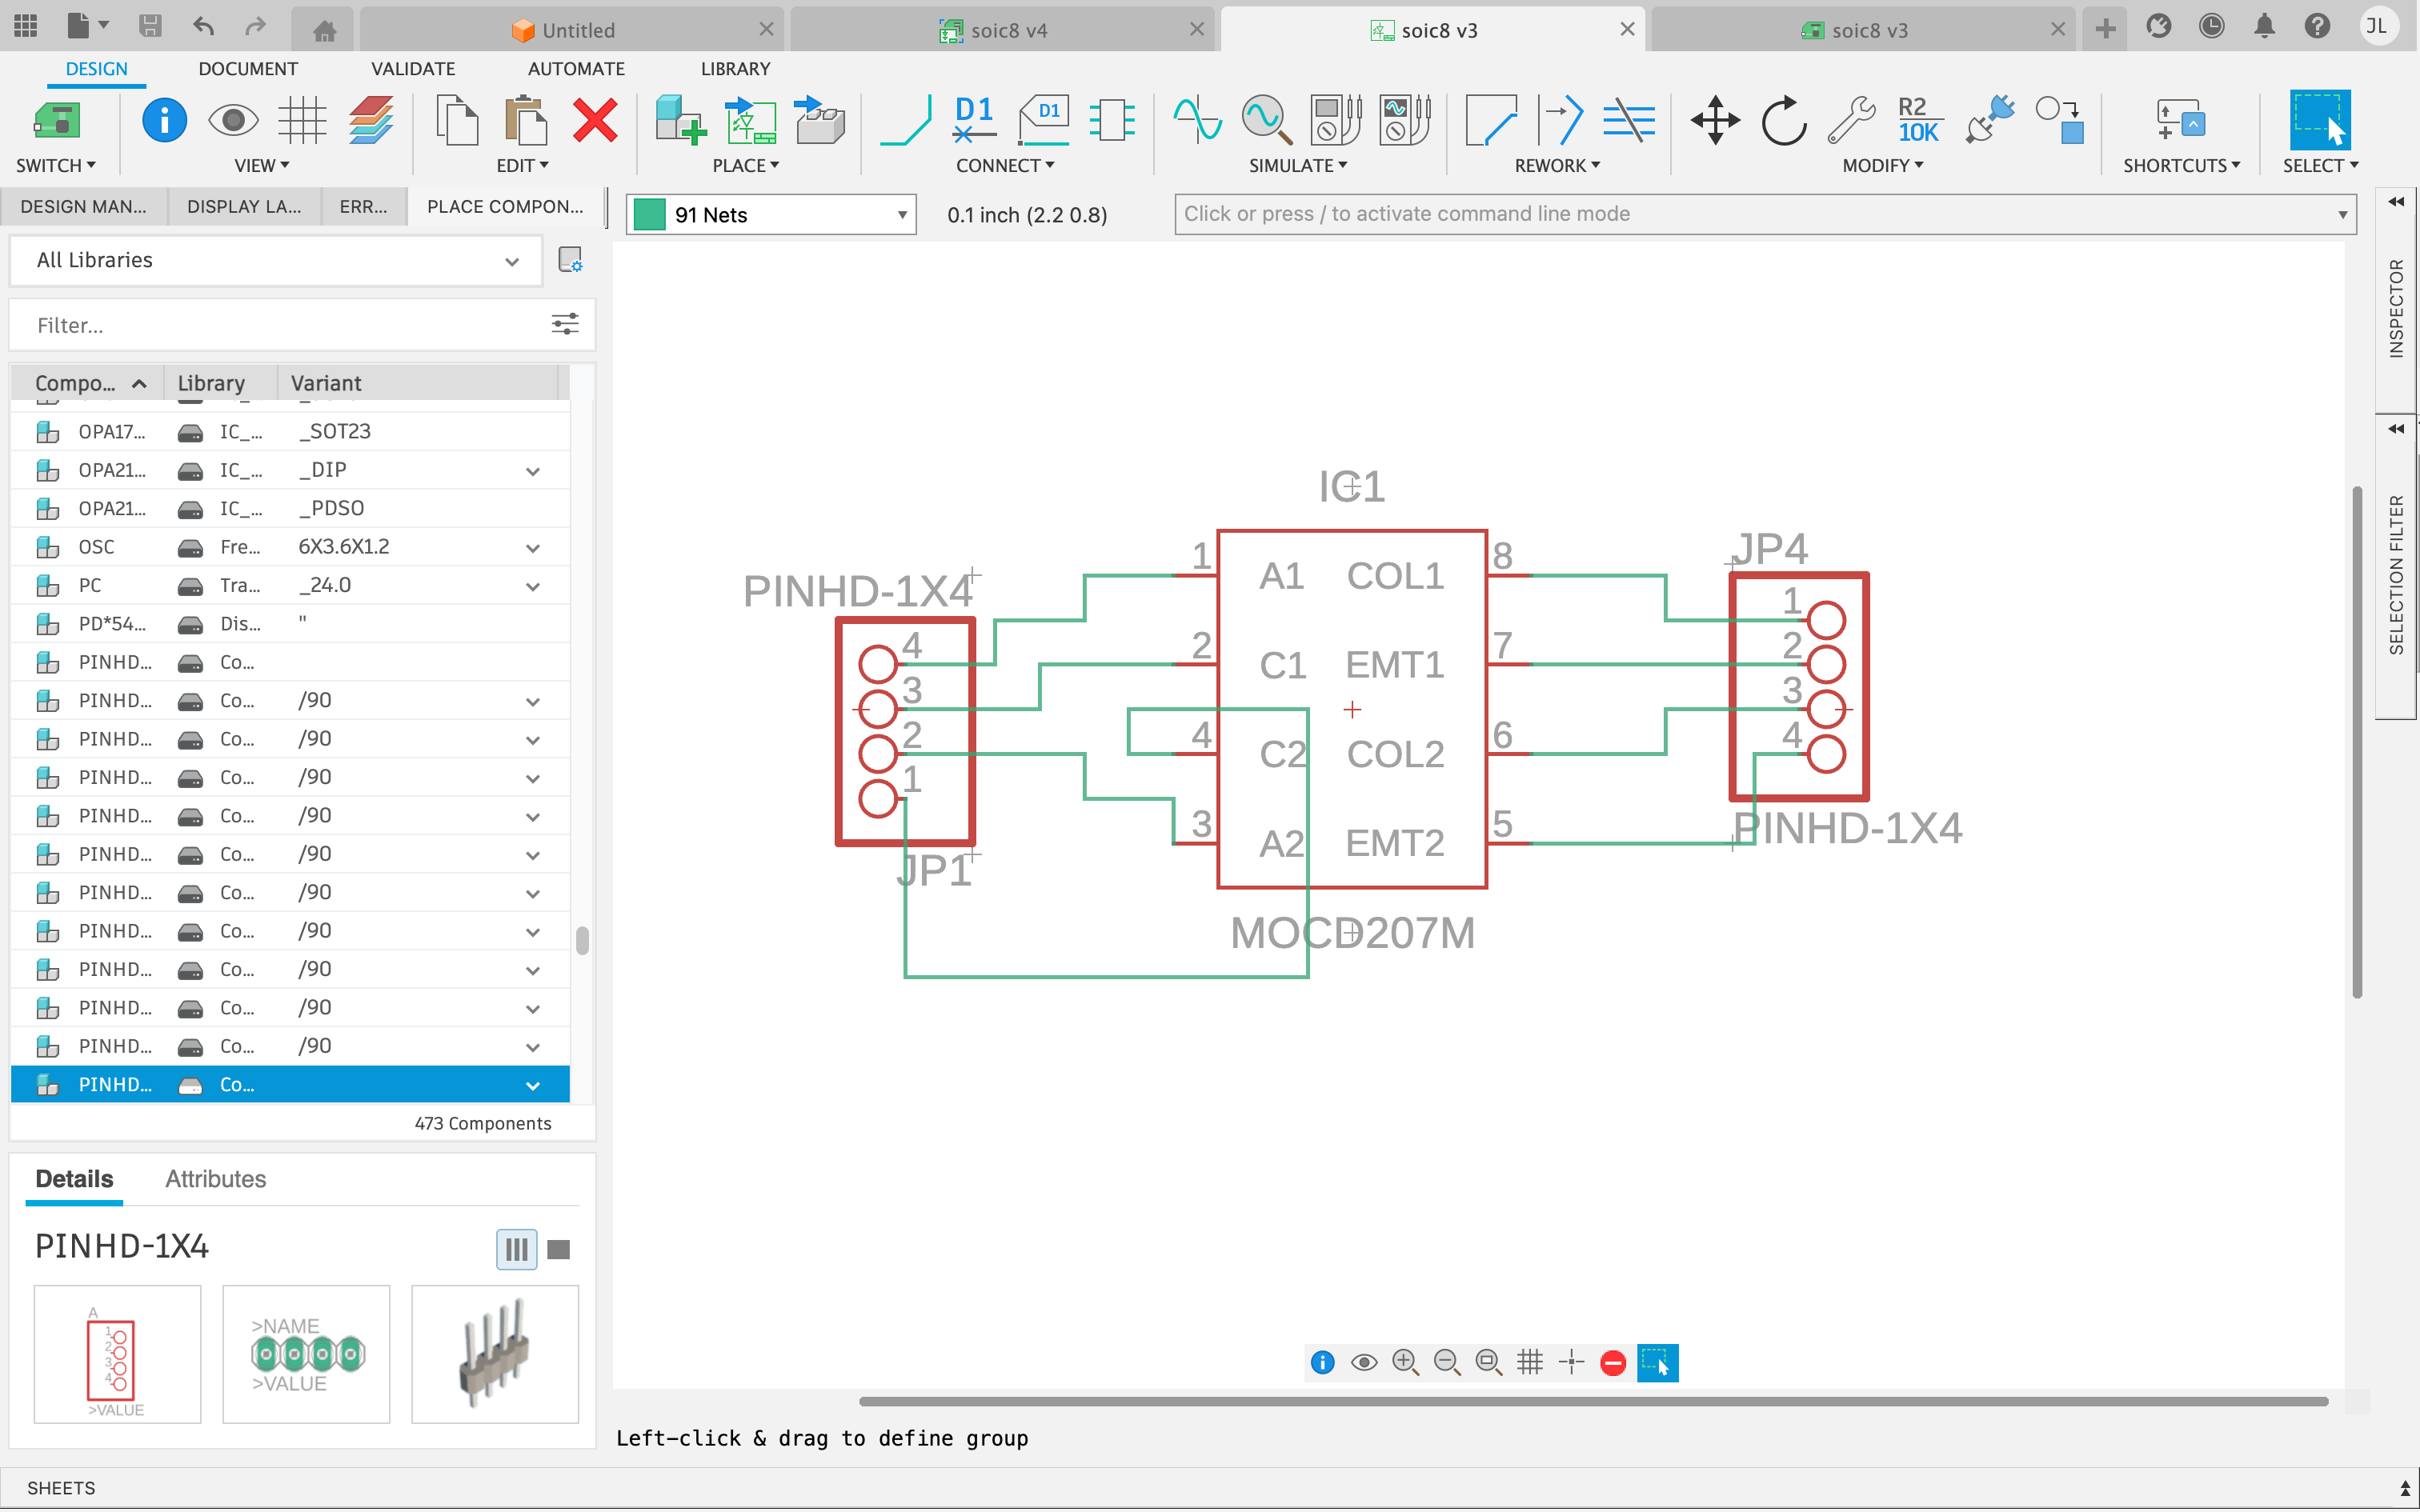 Untitled
soic8 v4
soic8 v3
soic8 v3
JL
DESIGN
DOCUMENT
VALIDATE
AUTOMATE
LIBRARY
D1
D1
R2
10K
SWITCH
VIEW
EDIT
PLACE
CONNECT
SIMULATE
REWORK
MODIFY
SHORTCUTS
SELECT
DESIGN MAN...
DISPLAY LA...
ERR...
PLACE COMPON...
91 Nets
0.1 inch (2.2 0.8)
Click or press / to activate command line mode
All Libraries
Filter...
Compo... Library Variant
OPA17... IC_... _SOT23
OPA21... IC_... _DIP
OPA21... IC_... _PDSO
OSC Fre... 6X3.6X1.2
PC Tra... _24.0
PD*54... Dis... "
PINHD... Co...
PINHD... Co... /90
PINHD... Co... /90
PINHD... Co... /90
PINHD... Co... /90
PINHD... Co... /90
PINHD... Co... /90
PINHD... Co... /90
PINHD... Co... /90
PINHD... Co... /90
PINHD... Co... /90
PINHD... Co...
473 Components
Details
Attributes
PINHD-1X4
A
1
2
3
4
>VALUE
>NAME
>VALUE
IC1
PINHD-1X4
4
3
2
1
JP1
1 A1 COL1 8
2 C1 EMT1 7
4 C2 COL2 6
3 A2 EMT2 5
MOCD207M
JP4
1
2
3
4
PINHD-1X4
INSPECTOR
SELECTION FILTER
Left-click & drag to define group
SHEETS